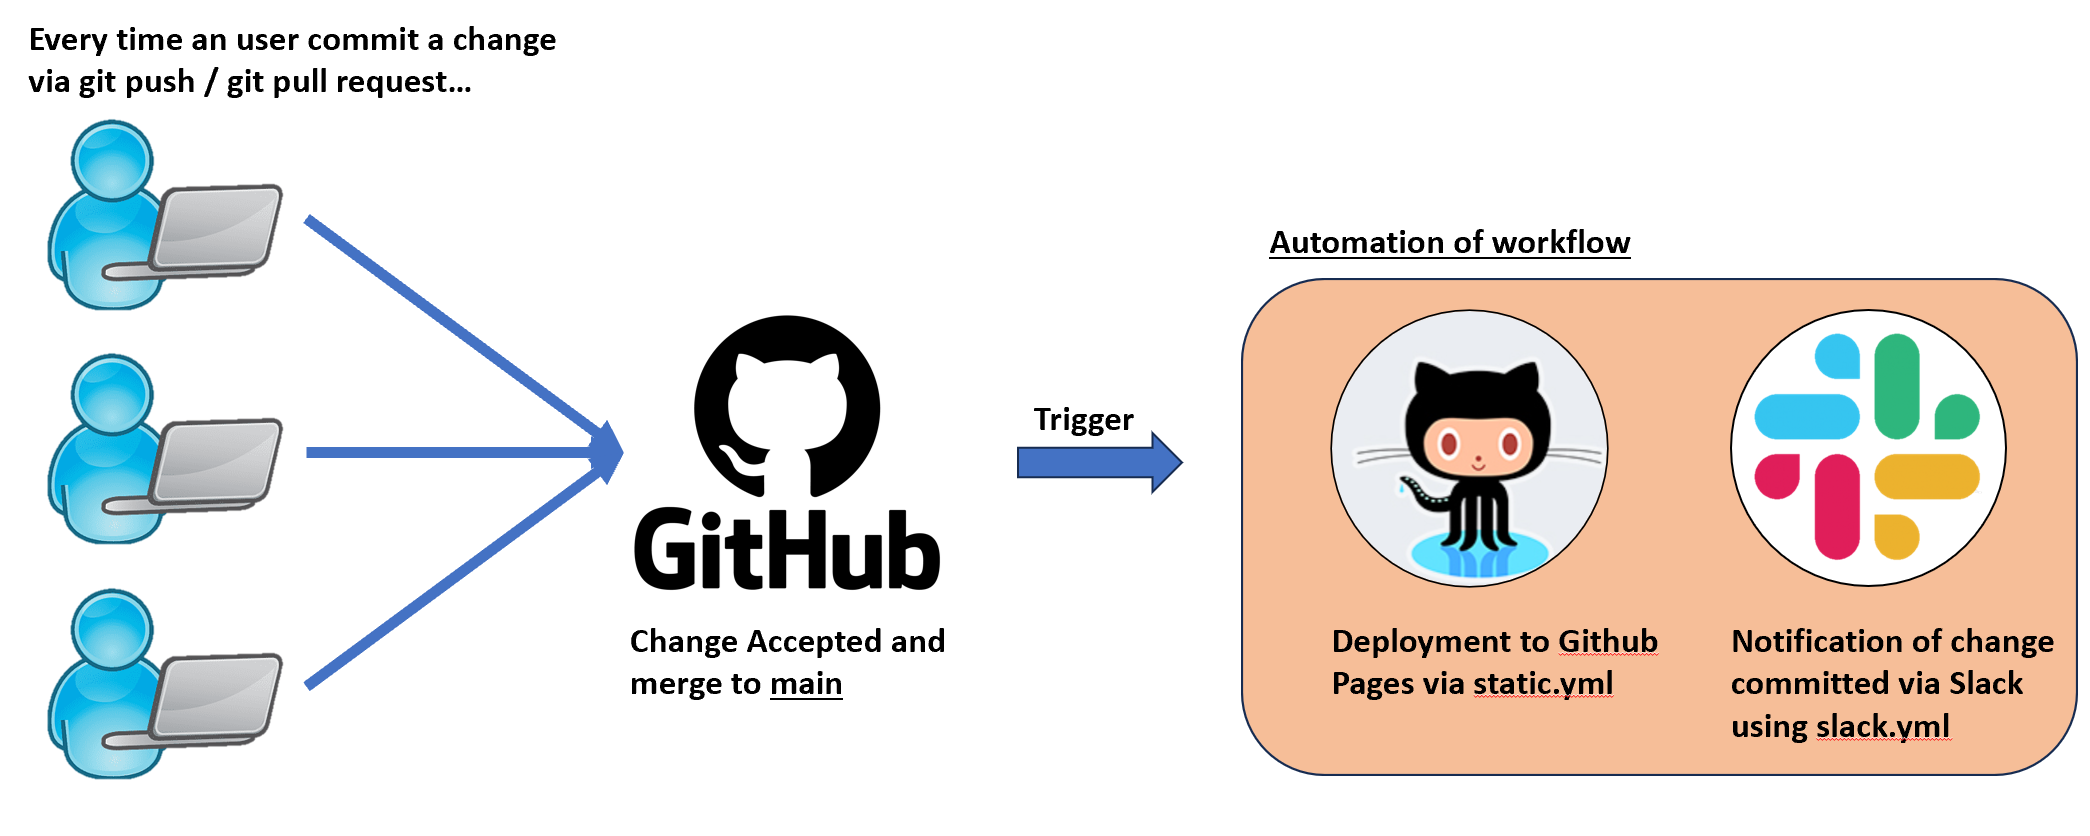 Every time an user commit a change
via git push / git pull request...
Automation of workflow
Trigger
GitHub
Change Accepted and
merge to main
Deployment to Github
Pages via static.yml
Notification of change
committed via Slack
using slack.yml